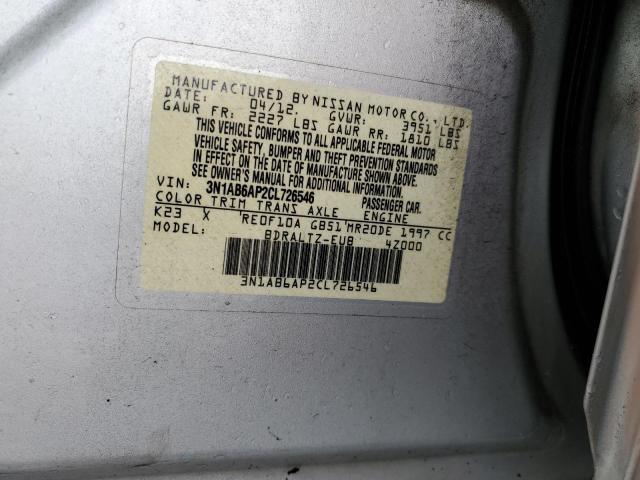 MANUFACTURED BY NISSAN MOTOR CO., LTD.
DATE: 04/12. GVWR: 3951 LBS
GAWR FR: 2227 LBS GAWR RR: 1810 LBS
THIS VEHICLE CONFORMS TO ALL APPLICABLE FEDERAL MOTOR
VEHICLE SAFETY, BUMPER AND THEFT PREVENTION STANDARDS
IN EFFECT ON THE DATE OF MANUFACTURE SHOWN ABOVE.
SEE OWNER'S MANUAL FOR ADDITIONAL INFORMATION.
VIN: 3N1AB6AP2CL726546 PASSENGER CAR.
COLOR TRIM TRANS AXLE ENGINE
K23 X RE0F10A GB51 MR20DE 1997 CC
MODEL: BDRALTZ-EUB 4Z000
3N1AB6AP2CL726546